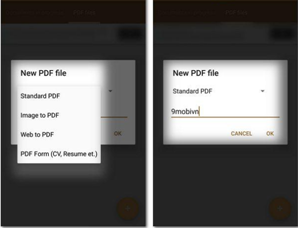 New PDF file
Standard PDF
Image to PDF
Web to PDF
PDF Form (CV, Resume et.)
OK
New PDF file
Standard PDF
9mobivn
CANCEL
OK